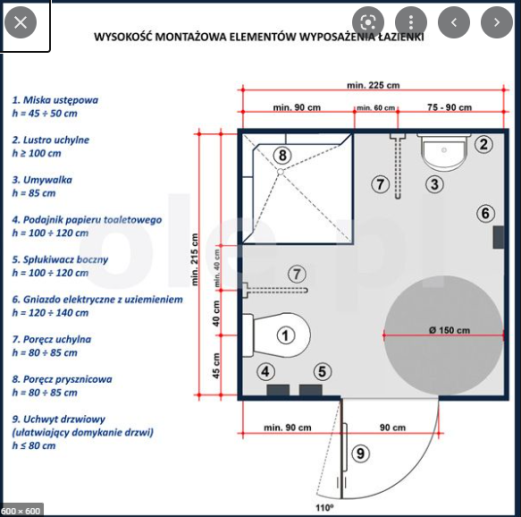 WYSOKOŚĆ MONTAŻOWA ELEMENTÓW WYPOSAŻENIA ŁAZIENKI
1. Miska ustępowa
h = 45 ÷ 50 cm
2. Lustro uchylne
h ≥ 100 cm
3. Umywalka
h = 85 cm
4. Podajnik papieru toaletowego
h = 100 ÷ 120 cm
5. Spłukiwacz boczny
h = 100 ÷ 120 cm
6. Gniazdo elektryczne z uziemieniem
h = 120 ÷ 140 cm
7. Poręcz uchylna
h = 80 ÷ 85 cm
8. Poręcz prysznicowa
h = 80 ÷ 85 cm
9. Uchwyt drzwiowy
(ułatwiający domykanie drzwi)
h ≤ 80 cm
min. 225 cm
min. 90 cm
min. 60 cm
75 - 90 cm
8
2
7
3
6
min. 215 cm
min. 40 cm
7
40 cm
1
Ø 150 cm
45 cm
4
5
min. 90 cm
90 cm
9
110°
ole.pl
600 × 600